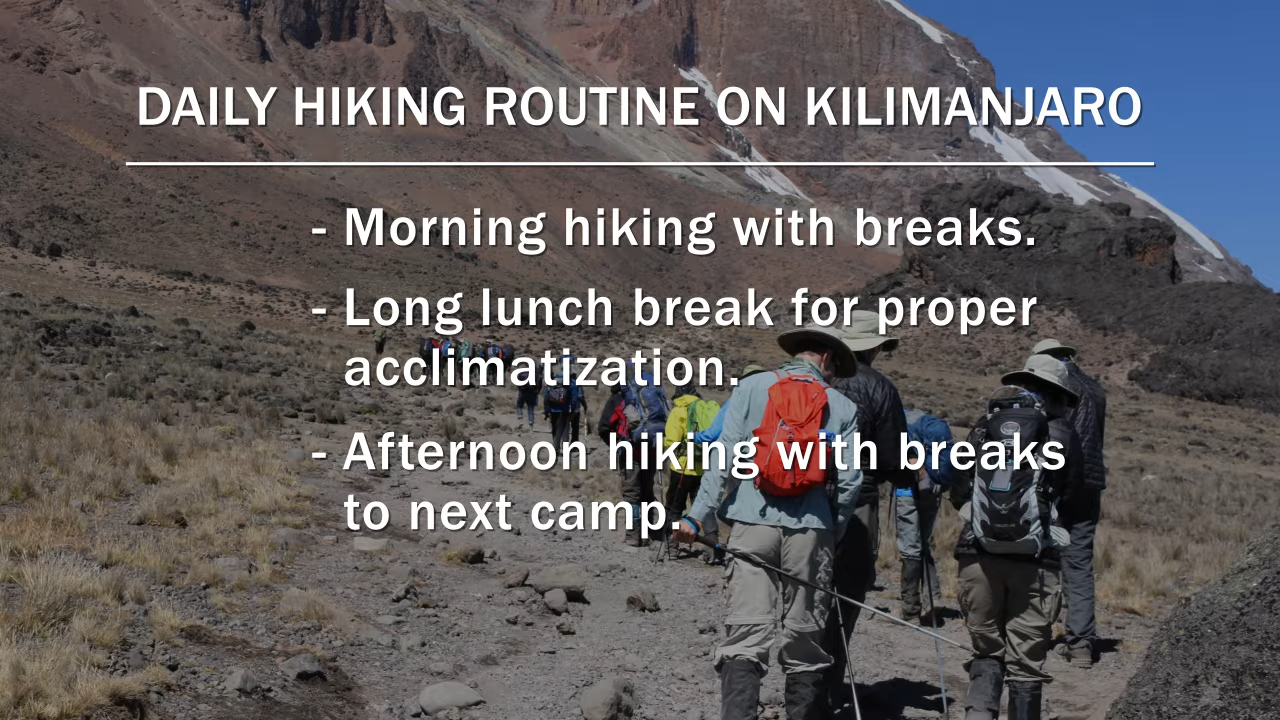 DAILY HIKING ROUTINE ON KILIMANJARO
- Morning hiking with breaks.
- Long lunch break for proper
acclimatization.
- Afternoon hiking with breaks
to next camp.